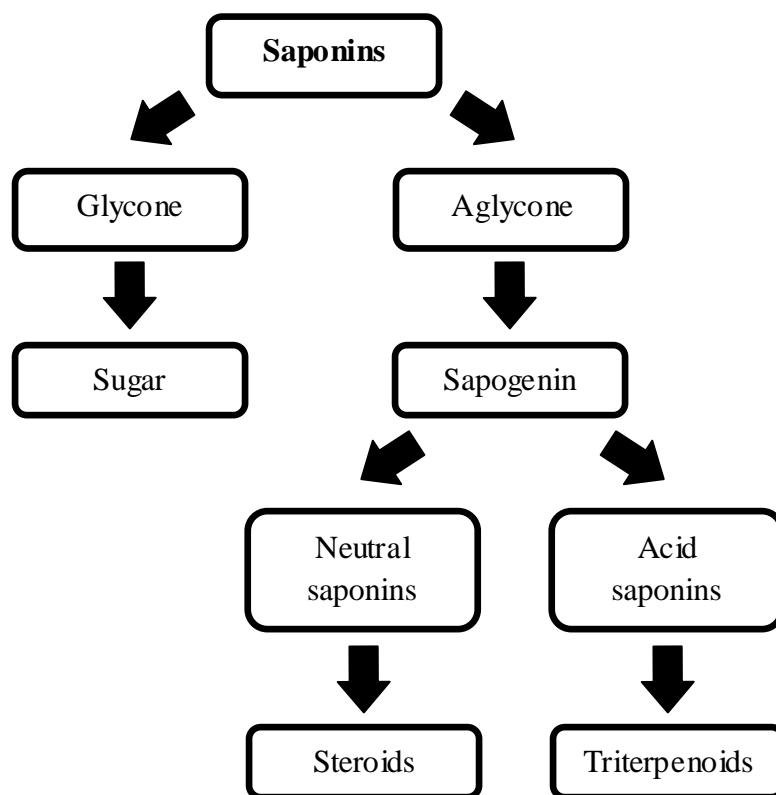 Saponins
Glycone
Aglycone
Sugar
Sapogenin
Neutral
saponins
Acid
saponins
Steroids
Triterpenoids